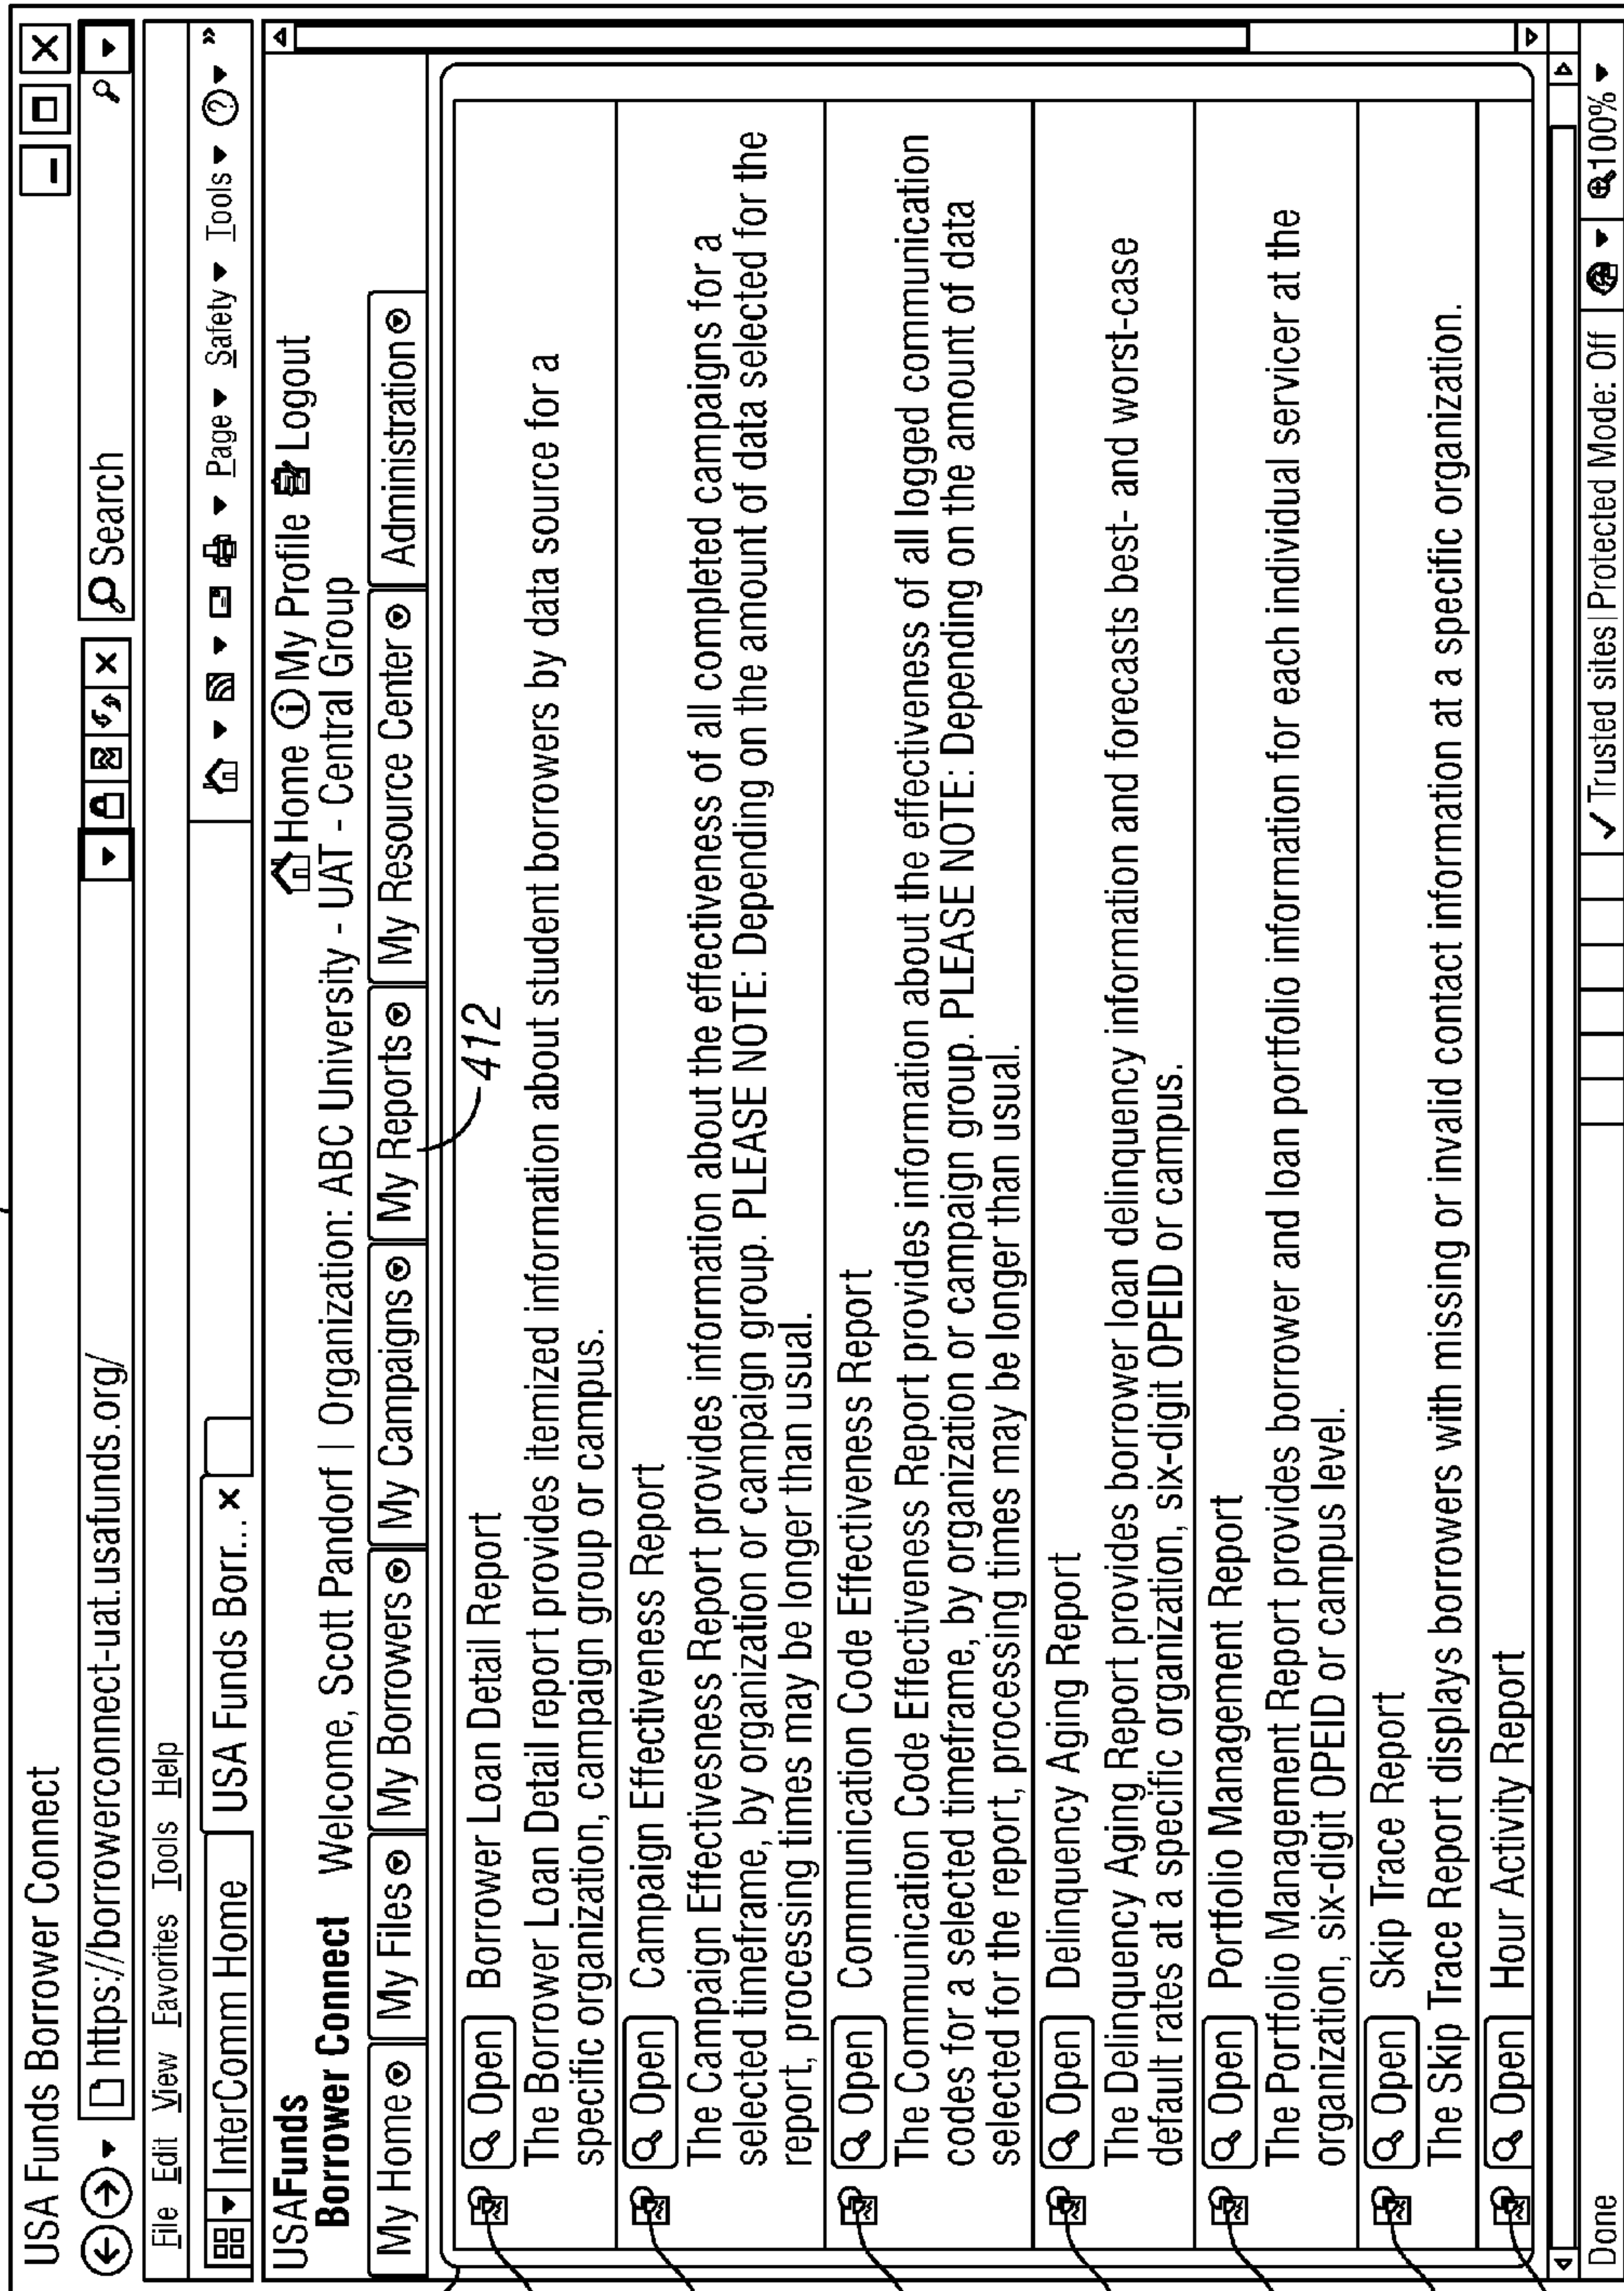 USA Funds Borrower Connect
https://borrowerconnect-uat.usafunds.org/
Search
File Edit View Favorites Tools Help
InterComm Home
USA Funds Borr...
Page Safety Tools
USAFunds
Borrower Connect
Home My Profile Logout
Welcome, Scott Pandorf | Organization: ABC University - UAT - Central Group
My Home My Files My Borrowers My Campaigns My Reports My Resource Center Administration
412
Open Borrower Loan Detail Report
The Borrower Loan Detail report provides itemized information about student borrowers by data source for a
specific organization, campaign group or campus.
Open Campaign Effectiveness Report
The Campaign Effectivesness Report provides information about the effectiveness of all completed campaigns for a
selected timeframe, by organization or campaign group. PLEASE NOTE: Depending on the amount of data selected for the
report, processing times may be longer than usual.
Open Communication Code Effectiveness Report
The Communication Code Effectiveness Report provides information about the effectiveness of all logged communication
codes for a selected timeframe, by organization or campaign group. PLEASE NOTE: Depending on the amount of data
selected for the report, processing times may be longer than usual.
Open Delinquency Aging Report
The Delinquency Aging Report provides borrower loan delinquency information and forecasts best- and worst-case
default rates at a specific organization, six-digit OPEID or campus.
Open Portfolio Management Report
The Portfolio Management Report provides borrower and loan portfolio information for each individual servicer at the
organization, six-digit OPEID or campus level.
Open Skip Trace Report
The Skip Trace Report displays borrowers with missing or invalid contact information at a specific organization.
Open Hour Activity Report
Done
Trusted sites | Protected Mode: Off
100%